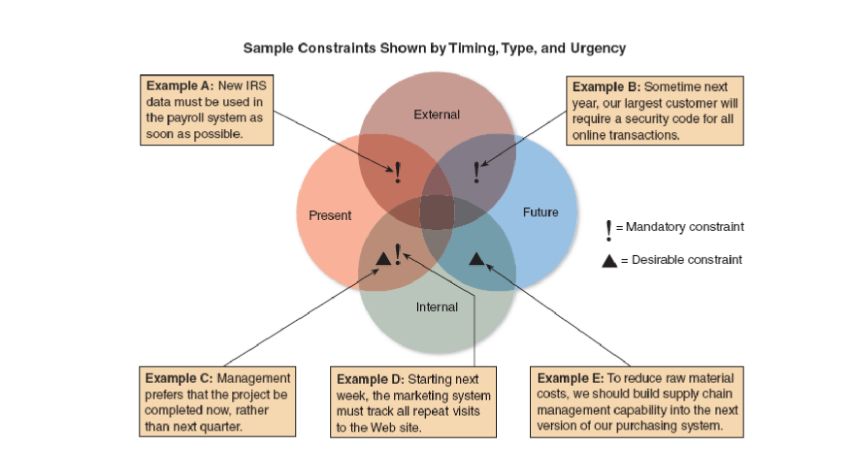 Sample Constraints Shown by Timing, Type, and Urgency
Example A: New IRS
data must be used in
the payroll system as
soon as possible.
Example B: Sometime next
year, our largest customer will
require a security code for all
online transactions.
External
!
!
Present
Future
! = Mandatory constraint
▲ = Desirable constraint
▲!
▲
Internal
Example C: Management
prefers that the project be
completed now, rather
than next quarter.
Example D: Starting next
week, the marketing system
must track all repeat visits
to the Web site.
Example E: To reduce raw material
costs, we should build supply chain
management capability into the next
version of our purchasing system.